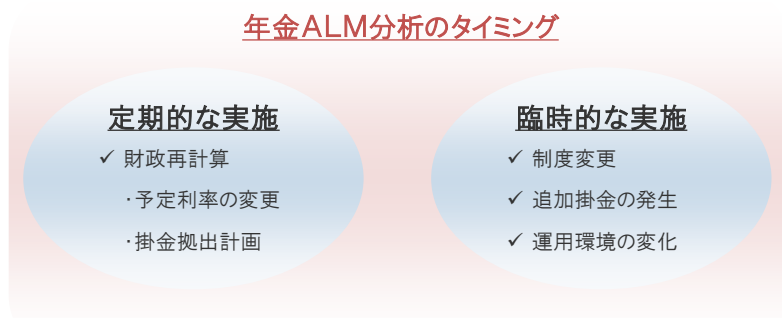 年金ALM分析のタイミング
定期的な実施
✓ 財政再計算
・予定利率の変更
・掛金拠出計画
臨時的な実施
✓ 制度変更
✓ 追加掛金の発生
✓ 運用環境の変化